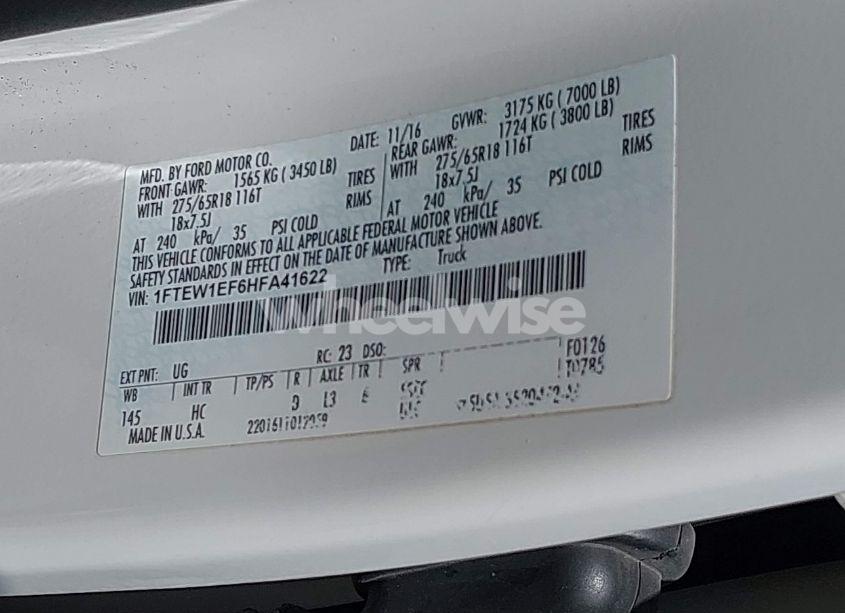 MFD. BY FORD MOTOR CO. DATE: 11/16 GVWR: 3175 KG ( 7000 LB)
FRONT GAWR: 1565 KG ( 3450 LB) REAR GAWR: 1724 KG ( 3800 LB)
WITH 275/65R18 116T TIRES WITH 275/65R18 116T TIRES
18x7.5J RIMS 18x7.5J RIMS
AT 240 kPa/ 35 PSI COLD AT 240 kPa/ 35 PSI COLD
THIS VEHICLE CONFORMS TO ALL APPLICABLE FEDERAL MOTOR VEHICLE
SAFETY STANDARDS IN EFFECT ON THE DATE OF MANUFACTURE SHOWN ABOVE.
VIN: 1FTEW1EF6HFA41622 TYPE: Truck
wheelwise
EXT PNT: UG RC: 23 DSO: F0126
WB INT TR TP/PS R AXLE TR SPR T0785
145 HC L3
MADE IN U.S.A.